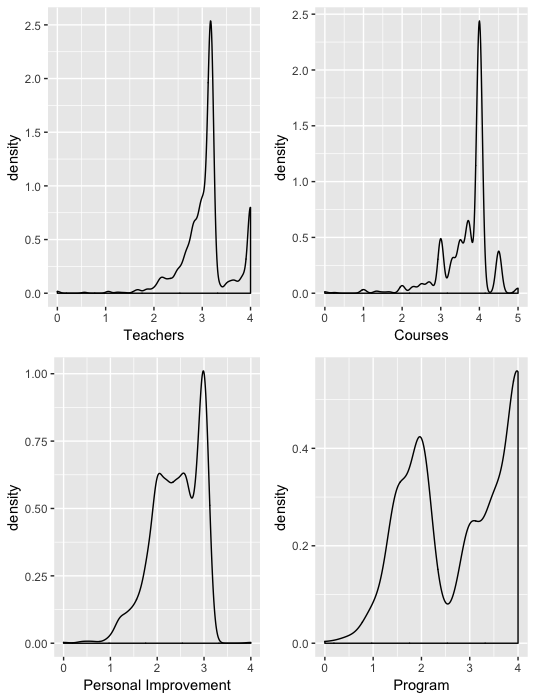 density
2.5
2.0
1.5
1.0
0.5
0.0
0 1 2 3 4
Teachers
density
2.5
2.0
1.5
1.0
0.5
0.0
0 1 2 3 4 5
Courses
density
1.00
0.75
0.50
0.25
0.00
0 1 2 3 4
Personal Improvement
density
0.4
0.2
0.0
0 1 2 3 4
Program